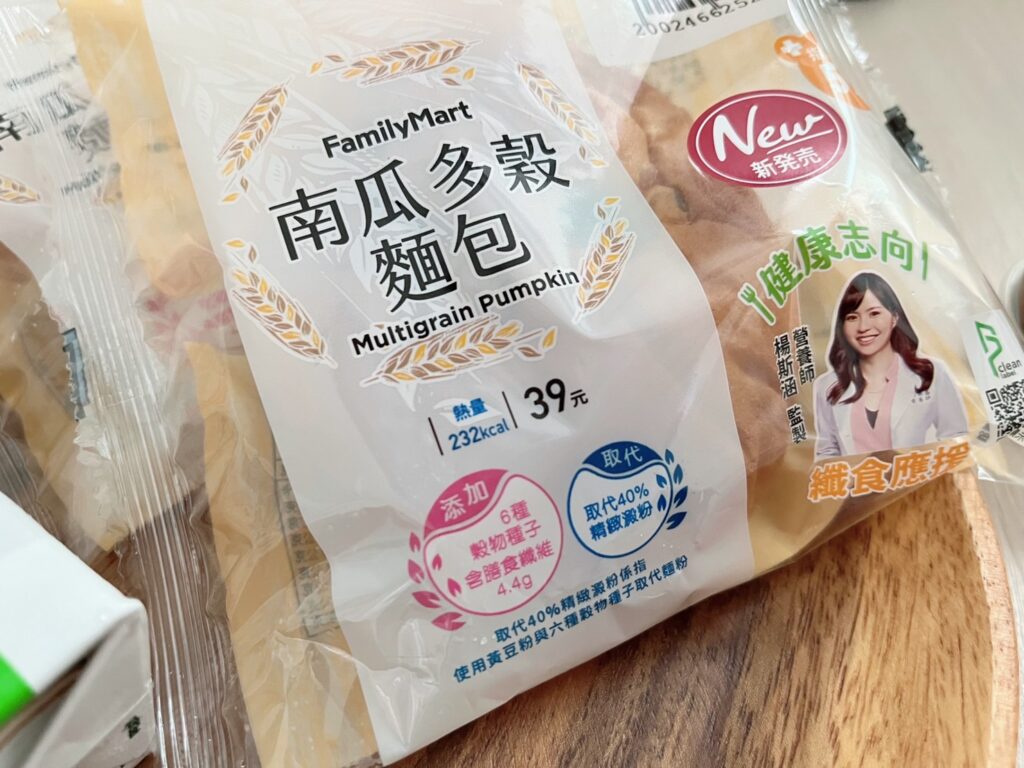 2002466252
FamilyMart
南瓜多穀
麵包
Multigrain Pumpkin
熱量
232kcal
39元
添加
6種
穀物種子
含膳食纖維
4.4g
取代
取代40%
精緻澱粉
取代40%精緻澱粉係指
使用黃豆粉與六種穀物種子取代麵粉
New
新発売
健康志向
營養師
楊斯涵 監製
纖食應援
clean
label